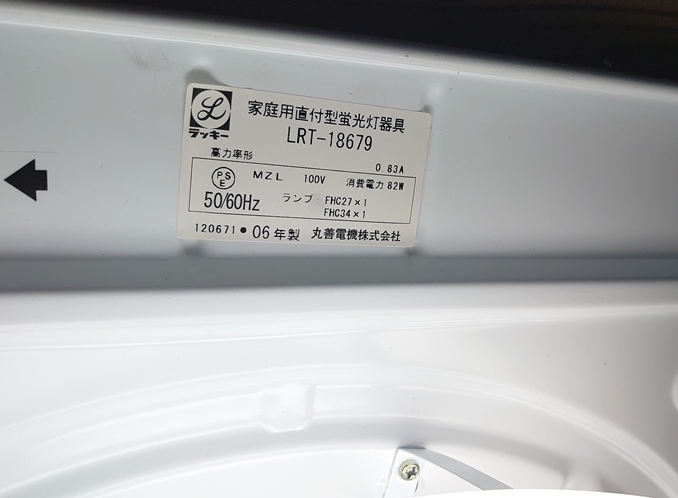 家庭用直付型蛍光灯器具
ラッキー
LRT-18679
高力率形
0.83A
PSE MZL 100V 消費電力 82W
50/60Hz ランプ FHC27×1
FHC34×1
120671● 06年製 丸善電機株式会社